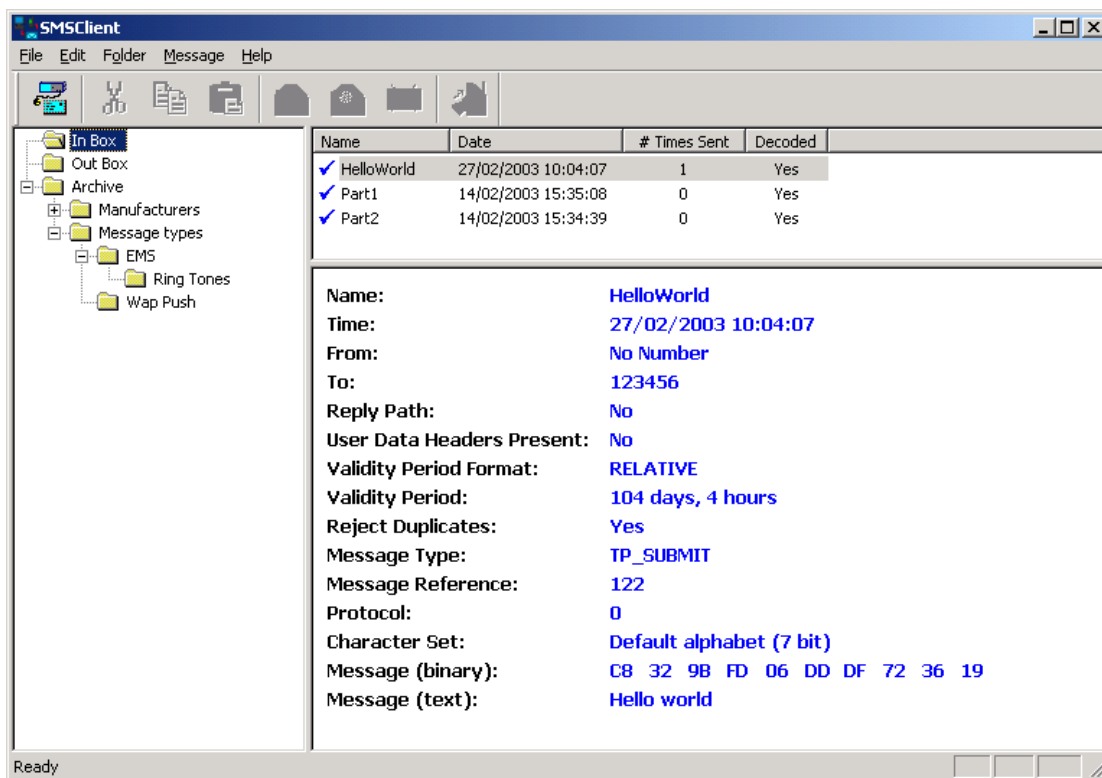 SMSClient
File Edit Folder Message Help
In Box
Out Box
Archive
Manufacturers
Message types
EMS
Ring Tones
Wap Push
Name Date # Times Sent Decoded
HelloWorld 27/02/2003 10:04:07 1 Yes
Part1 14/02/2003 15:35:08 0 Yes
Part2 14/02/2003 15:34:39 0 Yes
Name: HelloWorld
Time: 27/02/2003 10:04:07
From: No Number
To: 123456
Reply Path: No
User Data Headers Present: No
Validity Period Format: RELATIVE
Validity Period: 104 days, 4 hours
Reject Duplicates: Yes
Message Type: TP_SUBMIT
Message Reference: 122
Protocol: 0
Character Set: Default alphabet (7 bit)
Message (binary): C8 32 9B FD 06 DD DF 72 36 19
Message (text): Hello world
Ready